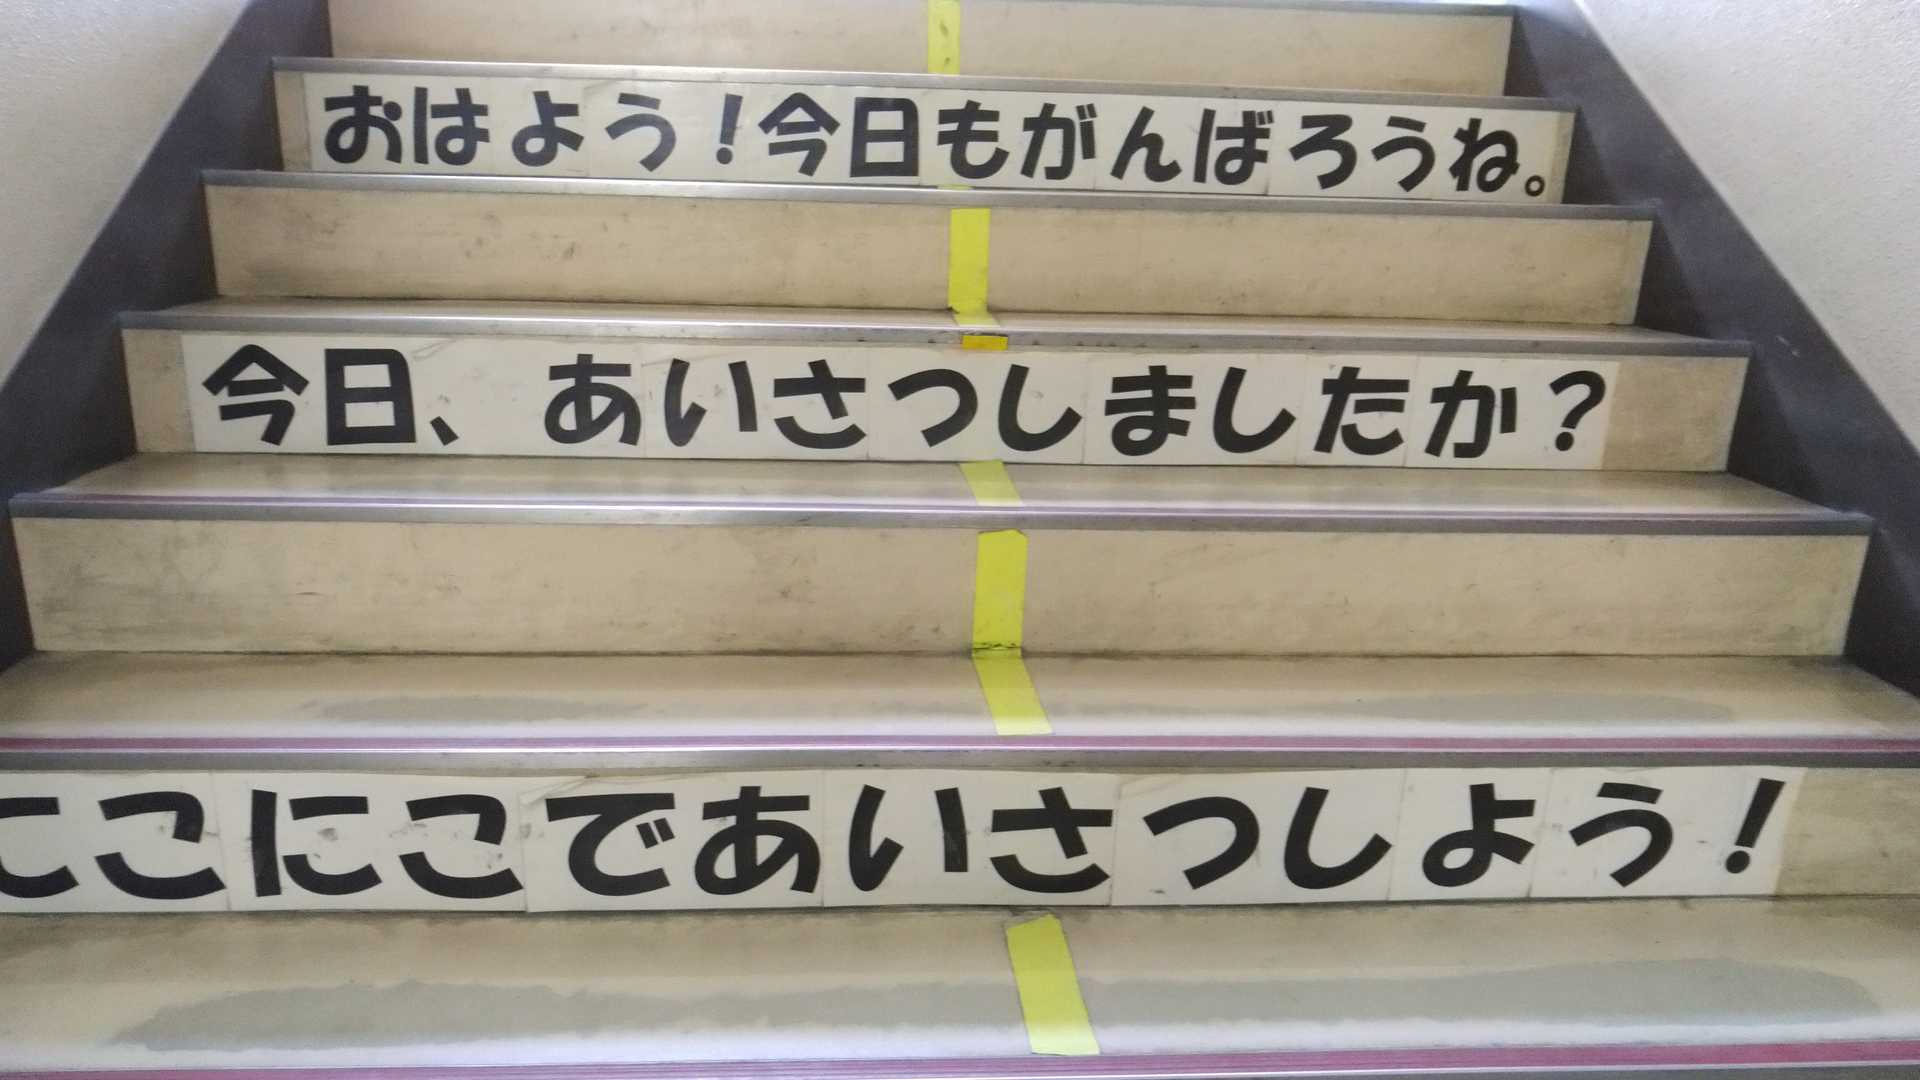 おはよう！今日もがんばろうね。
今日、あいさつしましたか？
にこにこであいさつしよう！